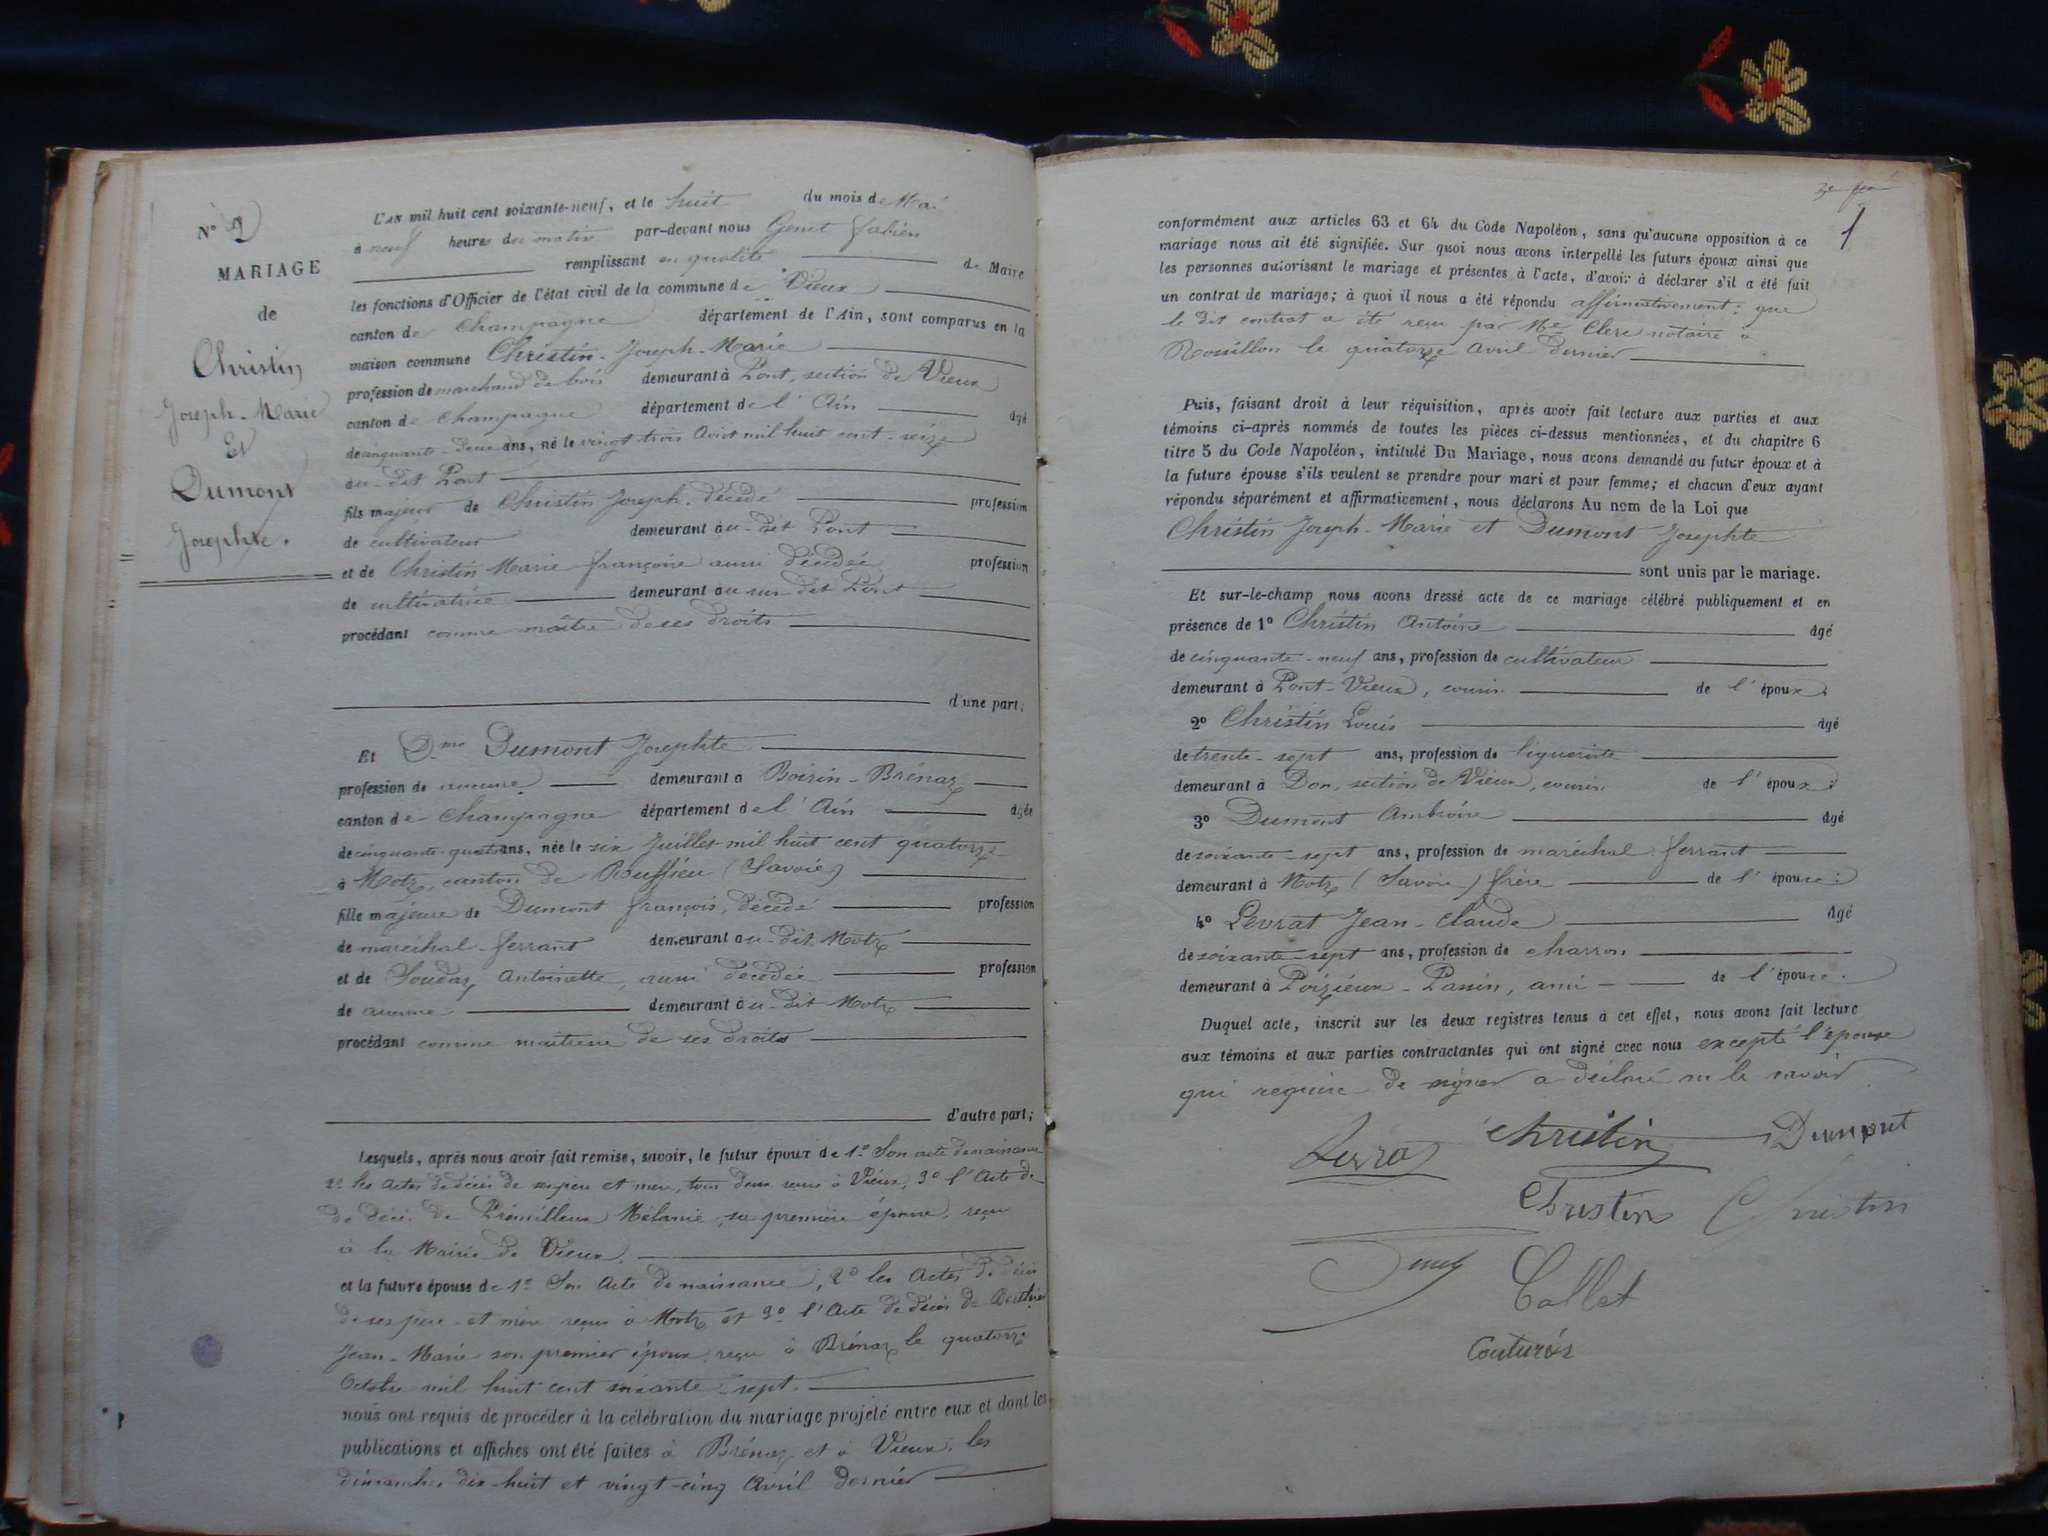 N° 2
MARIAGE
de
Christin
Joseph-Marie
Et
Dumont
Josephte.
L'AN mil huit cent soixante-neuf, et le huit du mois de Mai
à neuf heures du matin par-devant nous Genet fabien
remplissant en qualité de Maire
les fonctions d'Officier de l'état civil de la commune de Vieux
canton de Champagne département de l'Ain, sont comparus en la
maison commune Christin-Joseph-Marie
profession de marchand de bois demeurant à Pont, section de Vieux
canton de Champagne département de l'Ain âgé
de cinquante-deux ans, né le vingt trois Août mil huit cent-seize
au-dit Pont
fils majeur de Christin Joseph, décédé profession
de cultivateur demeurant au-dit Pont
et de Christin Marie françoise aussi décédée profession
de cultivatrice demeurant au sus dit Pont
procédant comme maître de ses droits
d'une part;
Et Dme Dumont Josephte
profession de aucune demeurant à Boirin-Brénaz
canton de Champagne département de l'Ain âgée
de cinquante-quatre ans, née le six Juillet mil huit cent quatorze
à Motz, canton de Ruffieu (Savoie)
fille majeure de Dumont françois, décédé profession
de maréchal-ferrant demeurant au-dit Motz
et de Soudaz Antoinette, aussi décédée profession
de aucune demeurant au-dit Motz
procédant comme maîtresse de ses droits
d'autre part;
Lesquels, après nous avoir fait remise, savoir, le futur époux de 1° Son acte de naissance
2° les actes de décès de ses père et mère, tous deux reçus à Vieux, 3° l'Acte de
de décès de Prémilleux Mélanie, sa première épouse, reçu
à la Mairie de Vieux.
et la future épouse de 1° Son Acte de naissance, 2° les Actes de décès
de ses père et mère reçus à Motz et 3° l'Acte de décès de Berthier
Jean-Marie son premier époux, reçu à Brénaz le quatorze
Octobre mil huit cent soixante-sept.
nous ont requis de procéder à la célébration du mariage projeté entre eux et dont les
publications et affiches ont été faites à Brénaz et à Vieux, les
dimanches dix-huit et vingt-cinq Avril dernier
1
conformément aux articles 63 et 64 du Code Napoléon, sans qu'aucune opposition à ce
mariage nous ait été signifiée. Sur quoi nous avons interpellé les futurs époux ainsi que
les personnes autorisant le mariage et présentes à l'acte, d'avoir à déclarer s'il a été fait
un contrat de mariage; à quoi il nous a été répondu affirmativement: que
le dit contrat a été reçu par Me Clerc notaire à
Rossillon le quatorze Avril dernier
Puis, faisant droit à leur réquisition, après avoir fait lecture aux parties et aux
témoins ci-après nommés de toutes les pièces ci-dessus mentionnées, et du chapitre 6
titre 5 du Code Napoléon, intitulé Du Mariage, nous avons demandé au futur époux et à
la future épouse s'ils veulent se prendre pour mari et pour femme; et chacun d'eux ayant
répondu séparément et affirmativement, nous déclarons Au nom de la Loi que
Christin Joseph-Marie et Dumont Josephte
sont unis par le mariage.
Et sur-le-champ nous avons dressé acte de ce mariage célébré publiquement et en
présence de 1° Christin Antoine âgé
de cinquante-neuf ans, profession de cultivateur
demeurant à Pont-Vieux, cousin de l'époux;
2° Christin Louis âgé
de trente-sept ans, profession de liquoriste
demeurant à Don, section de Vieux, cousin de l'époux:
3° Dumont Ambroise âgé
de soixante-sept ans, profession de maréchal-ferrant
demeurant à Motz (Savoie) frère de l'épouse:
4° Levrat Jean-Claude âgé
de soixante-sept ans, profession de charron
demeurant à Poizieux-Passin, ami de l'épouse.
Duquel acte, inscrit sur les deux registres tenus à cet effet, nous avons fait lecture
aux témoins et aux parties contractantes qui ont signé avec nous excepté l'épouse
qui requise de signer a déclaré ne le savoir
Levrat Christin Dumont
Christin Christin
Genet Collet
Couturéx